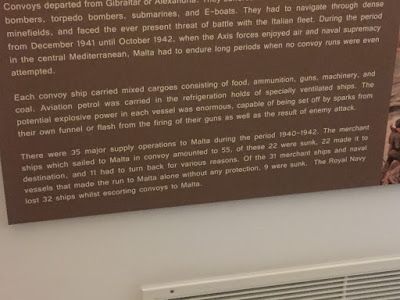 Convoys departed from Gibraltar or Alexandria. They
bombers, torpedo bombers, submarines, and E-boats. They had to navigate through dense
minefields, and faced the ever present threat of battle with the Italian fleet. During the period
from December 1941 until October 1942, when the Axis forces enjoyed air and naval supremacy
in the central Mediterranean, Malta had to endure long periods when no convoy runs were even
attempted.
Each convoy ship carried mixed cargoes consisting of food, ammunition, guns, machinery, and
coal. Aviation petrol was carried in the refrigeration holds of specially ventilated ships. The
potential explosive power in each vessel was enormous, capable of being set off by sparks from
their own funnel or flash from the firing of their guns as well as the result of enemy attack.
There were 35 major supply operations to Malta during the period 1940-1942. The merchant
ships which sailed to Malta in convoy amounted to 55, of these 22 were sunk, 22 made it to
destination, and 11 had to turn back for various reasons. Of the 31 merchant ships and naval
vessels that made the run to Malta alone without any protection, 9 were sunk. The Royal Navy
lost 32 ships whilst escorting convoys to Malta.